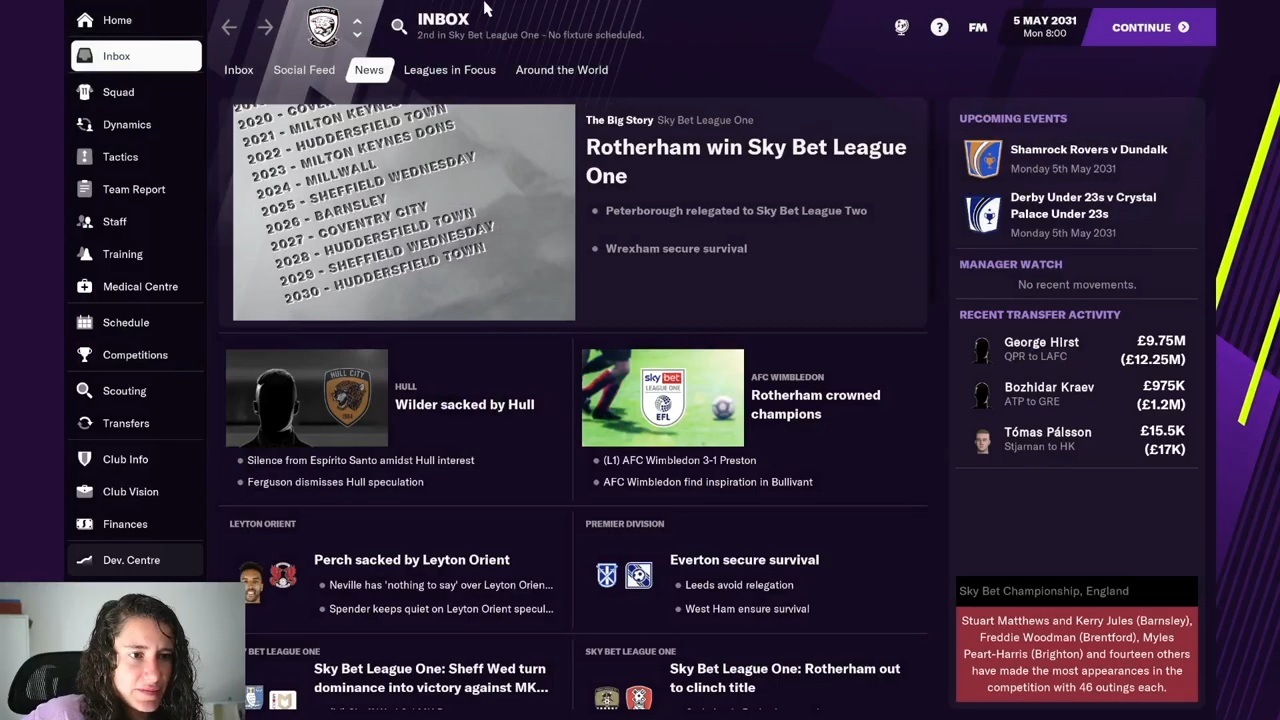 Home
Inbox
Squad
Dynamics
Tactics
Team Report
Staff
Training
Medical Centre
Schedule
Competitions
Scouting
Transfers
Club Info
Club Vision
Finances
Dev. Centre
INBOX
2nd in Sky Bet League One - No fixture scheduled.
FM
5 MAY 2031
Mon 8:00
CONTINUE
Inbox
Social Feed
News
Leagues in Focus
Around the World
2021 - MILTON KEYNES
2022 - HUDDERSFIELD TOWN
2023 - MILTON KEYNES DONS
2024 - MILLWALL
2025 - SHEFFIELD WEDNESDAY
2026 - BARNSLEY
2027 - COVENTRY CITY
2028 - HUDDERSFIELD TOWN
2029 - SHEFFIELD WEDNESDAY
2030 - HUDDERSFIELD TOWN
The Big Story Sky Bet League One
Rotherham win Sky Bet League
One
Peterborough relegated to Sky Bet League Two
Wrexham secure survival
HULL CITY
HULL
Wilder sacked by Hull
Silence from Espírito Santo amidst Hull interest
Ferguson dismisses Hull speculation
sky bet
LEAGUE ONE
EFL
AFC WIMBLEDON
Rotherham crowned
champions
(L1) AFC Wimbledon 3-1 Preston
AFC Wimbledon find inspiration in Bullivant
LEYTON ORIENT
Perch sacked by Leyton Orient
Neville has 'nothing to say' over Leyton Orien...
Spender keeps quiet on Leyton Orient specul...
PREMIER DIVISION
Everton secure survival
Leeds avoid relegation
West Ham ensure survival
BET LEAGUE ONE
Sky Bet League One: Sheff Wed turn
dominance into victory against MK...
SKY BET LEAGUE ONE
Sky Bet League One: Rotherham out
to clinch title
UPCOMING EVENTS
Shamrock Rovers v Dundalk
Monday 5th May 2031
Derby Under 23s v Crystal
Palace Under 23s
Monday 5th May 2031
MANAGER WATCH
No recent movements.
RECENT TRANSFER ACTIVITY
George Hirst
QPR to LAFC
£9.75M
(£12.25M)
Bozhidar Kraev
ATP to GRE
£975K
(£1.2M)
Tómas Pálsson
Stjarnan to HK
£15.5K
(£17K)
Sky Bet Championship, England
Stuart Matthews and Kerry Jules (Barnsley),
Freddie Woodman (Brentford), Myles
Peart-Harris (Brighton) and fourteen others
have made the most appearances in the
competition with 46 outings each.